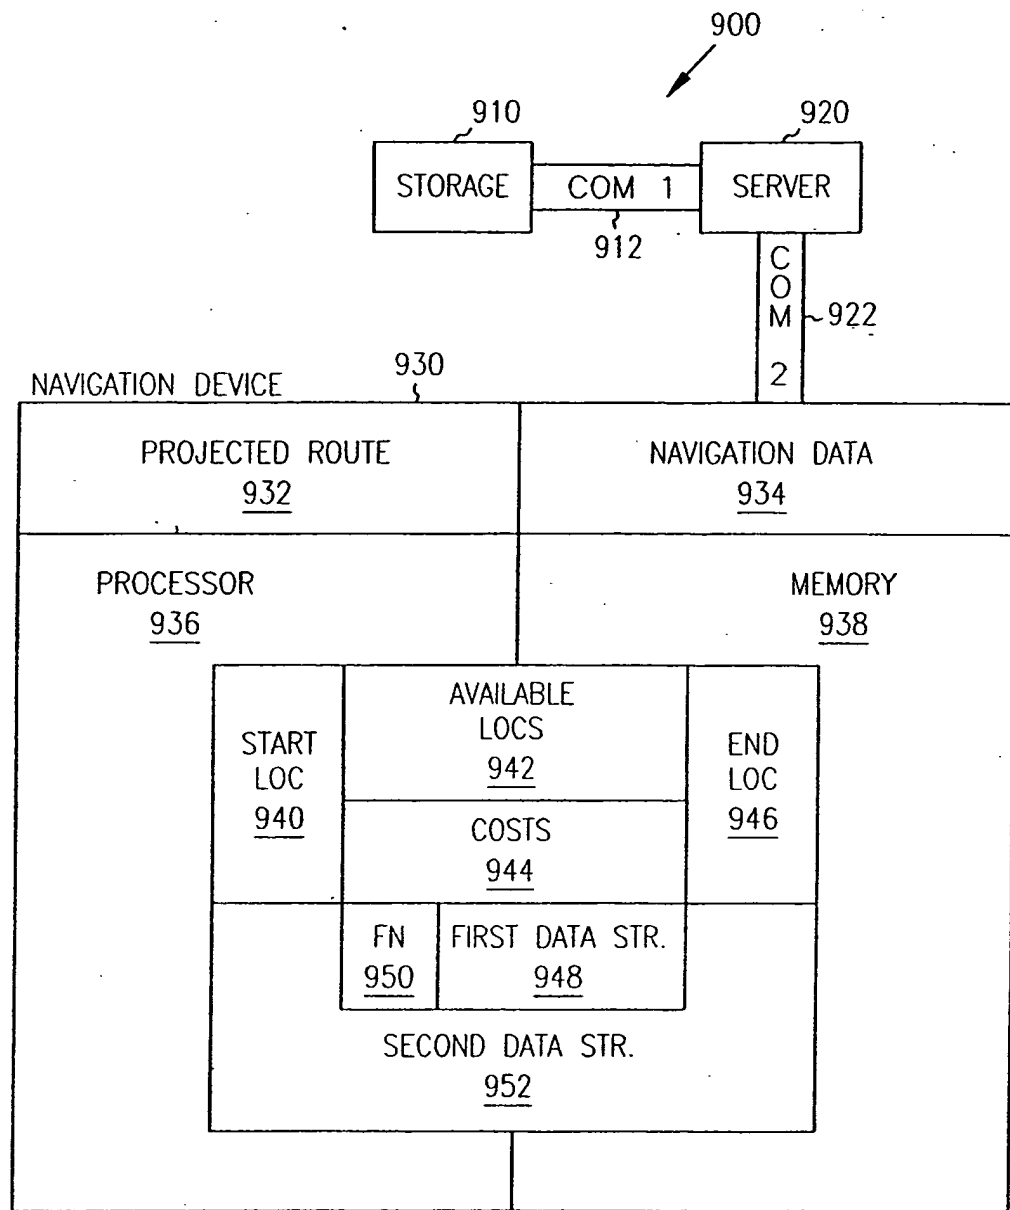 900
910
920
STORAGE
COM 1
SERVER
912
COM 2
922
930
NAVIGATION DEVICE
PROJECTED ROUTE
932
NAVIGATION DATA
934
PROCESSOR
936
MEMORY
938
START
LOC
940
AVAILABLE
LOCS
942
END
LOC
946
COSTS
944
FN
950
FIRST DATA STR.
948
SECOND DATA STR.
952